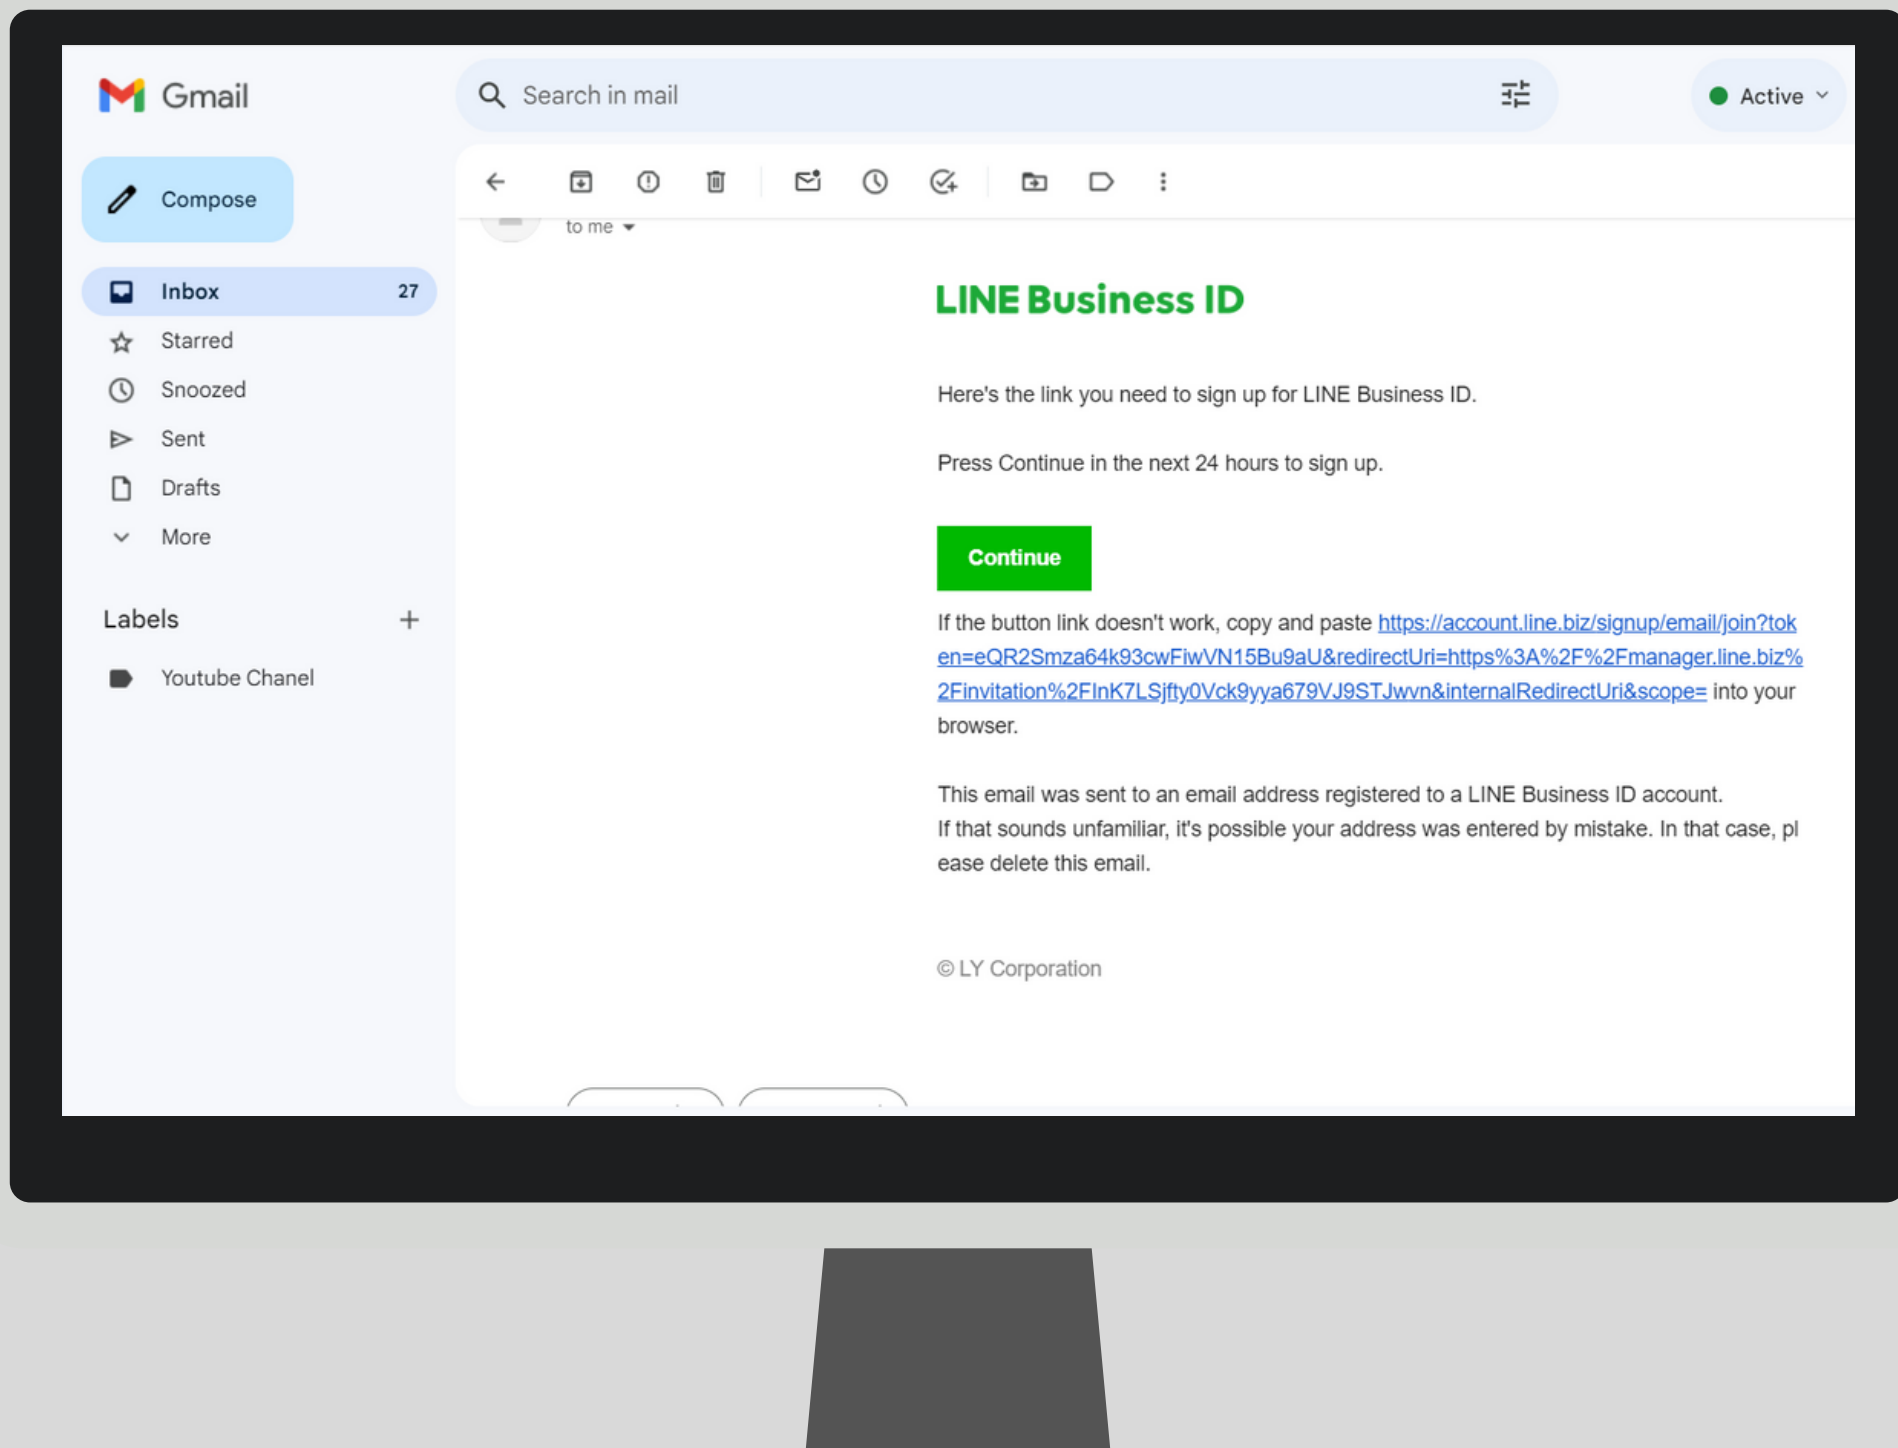 Gmail
Search in mail
Active
Compose
to me
Inbox 27
Starred
Snoozed
Sent
Drafts
More
Labels
Youtube Chanel
LINE Business ID
Here's the link you need to sign up for LINE Business ID.
Press Continue in the next 24 hours to sign up.
Continue
If the button link doesn't work, copy and paste https://account.line.biz/signup/email/join?tok
en=eQR2Smza64k93cwFiwVN15Bu9aU&redirectUri=https%3A%2F%2Fmanager.line.biz%
2Finvitation%2FInK7LSjfty0Vck9yya679VJ9STJwvn&internalRedirectUri&scope= into your
browser.
This email was sent to an email address registered to a LINE Business ID account.
If that sounds unfamiliar, it's possible your address was entered by mistake. In that case, pl
ease delete this email.
© LY Corporation